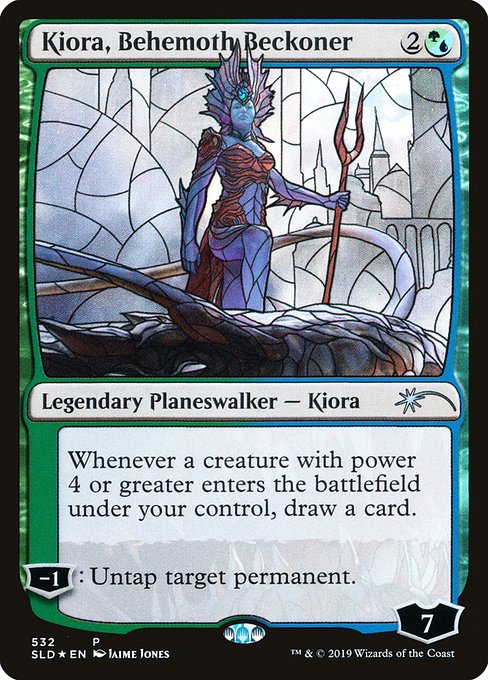 Kiora, Behemoth Beckoner 2
Legendary Planeswalker — Kiora
Whenever a creature with power
4 or greater enters the battlefield
under your control, draw a card.
-1 : Untap target permanent.
7
532 P
SLD ★ EN Jaime Jones
™ & © 2019 Wizards of the Coast